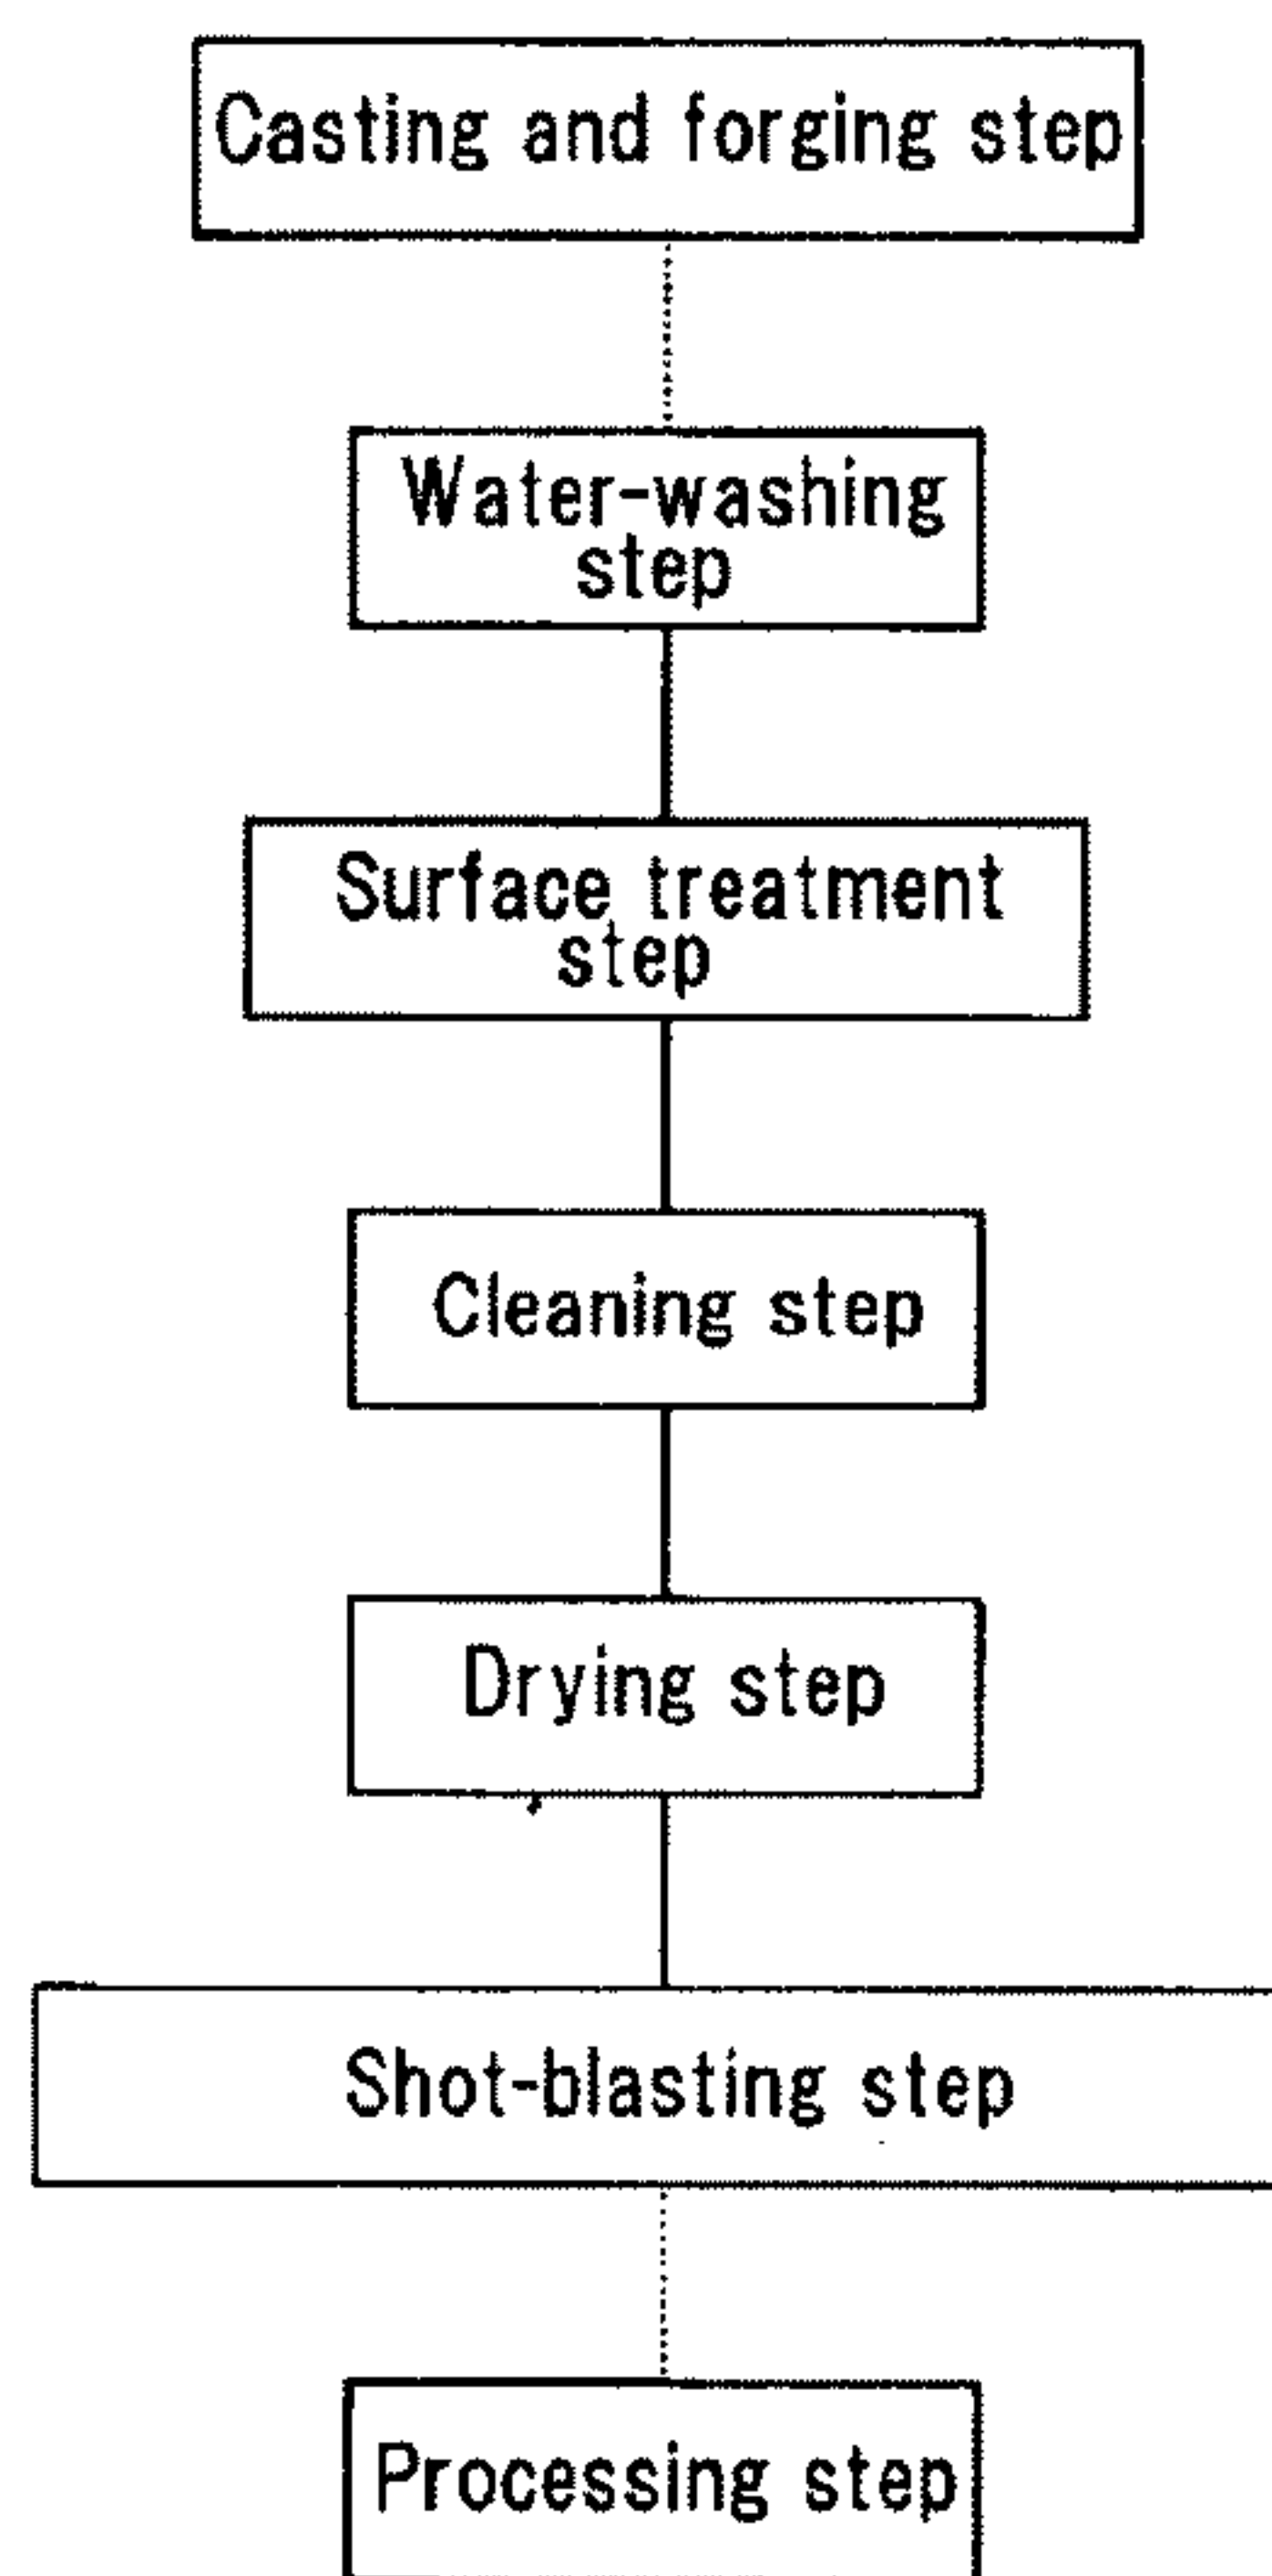 Casting and forging step
Water-washing
step
Surface treatment
step
Cleaning step
Drying step
Shot-blasting step
Processing step